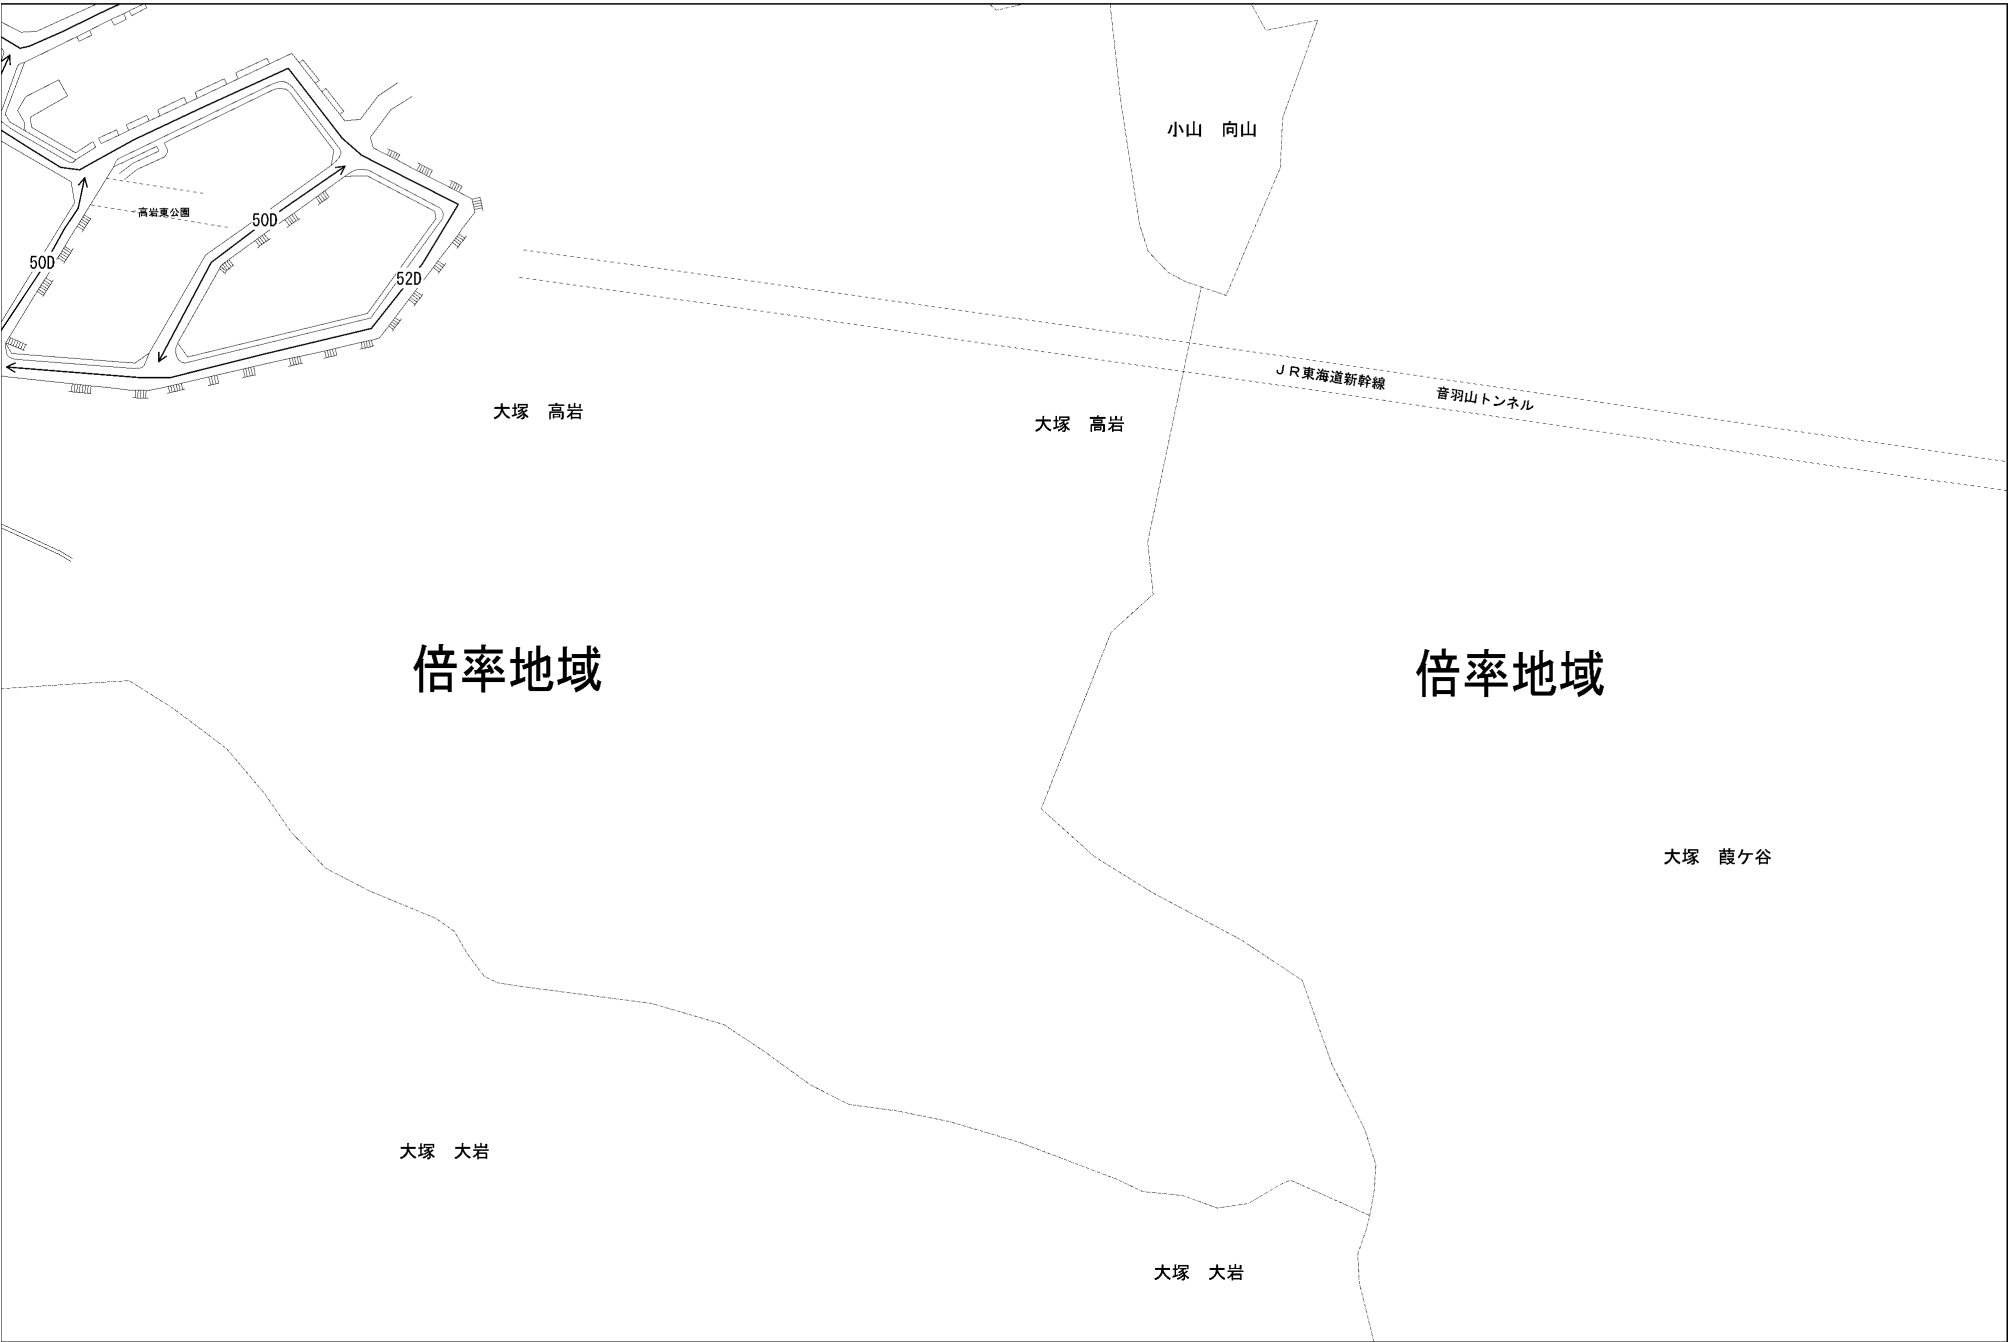 小山　向山
高岩東公園
50D
50D
52D
ＪＲ東海道新幹線　音羽山トンネル
大塚　高岩
大塚　高岩
倍率地域
倍率地域
大塚　葭ケ谷
大塚　大岩
大塚　大岩